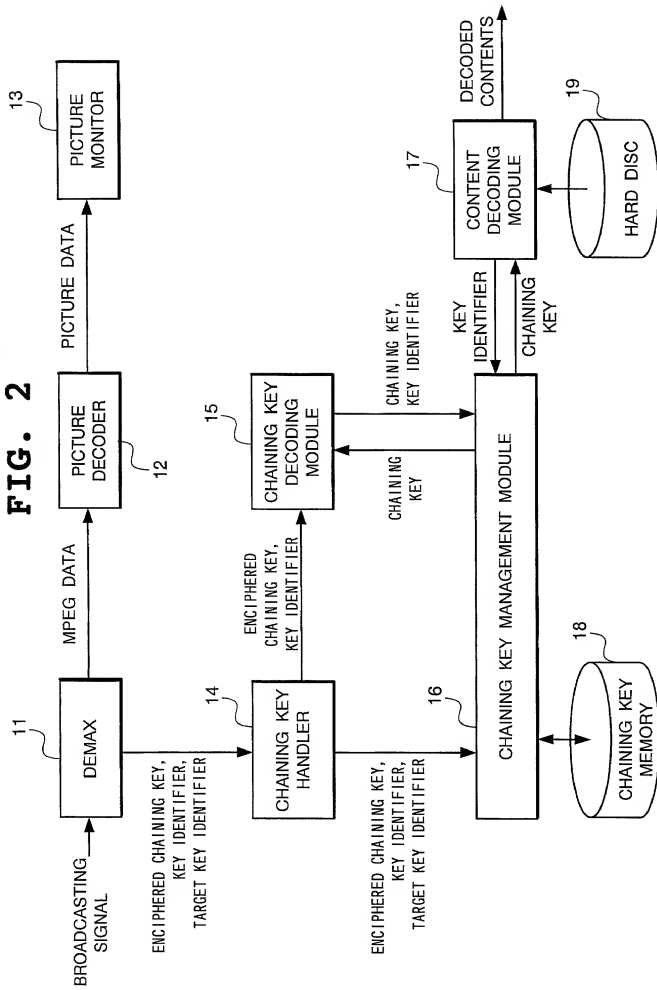 FIG. 2
BROADCASTING
SIGNAL
11
DEMAX
MPEG DATA
PICTURE
DECODER
12
PICTURE DATA
13
PICTURE
MONITOR
ENCIPHERED CHAINING KEY,
KEY IDENTIFIER,
TARGET KEY IDENTIFIER
14
CHAINING KEY
HANDLER
ENCIPHERED
CHAINING KEY,
KEY IDENTIFIER
15
CHAINING KEY
DECODING
MODULE
ENCIPHERED CHAINING KEY,
KEY IDENTIFIER,
TARGET KEY IDENTIFIER
CHAINING
KEY
CHAINING KEY,
KEY IDENTIFIER
16
CHAINING KEY MANAGEMENT MODULE
KEY
IDENTIFIER
CHAINING
KEY
17
CONTENT
DECODING
MODULE
DECODED
CONTENTS
18
CHAINING KEY
MEMORY
19
HARD DISC